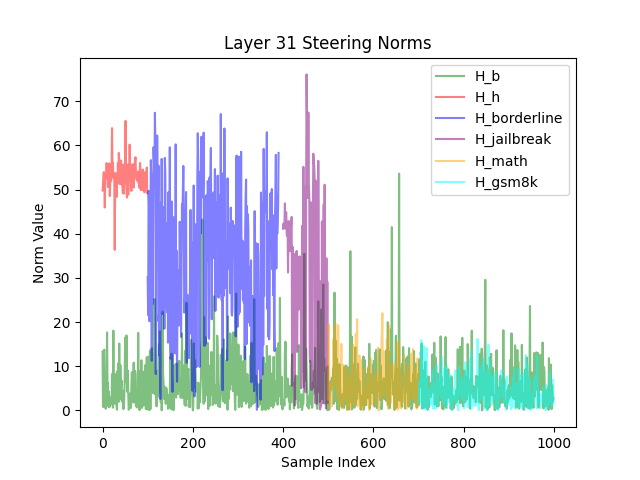 Layer 31 Steering Norms
H_b
H_h
H_borderline
H_jailbreak
H_math
H_gsm8k
70
60
50
40
30
20
10
0
Norm Value
0 200 400 600 800 1000
Sample Index